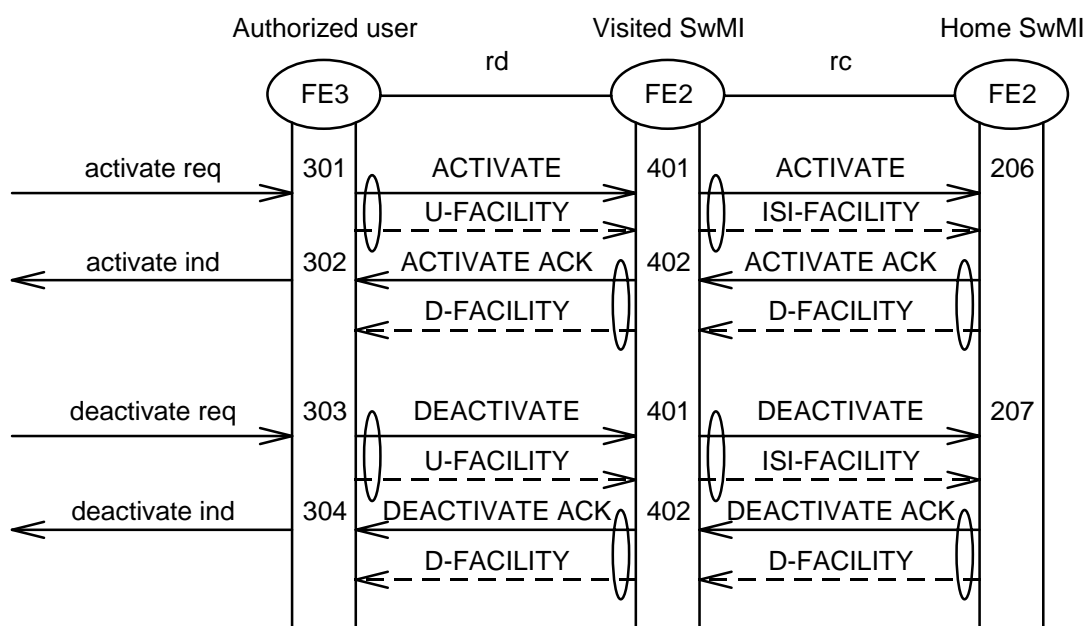 Authorized user Visited SwMI Home SwMI
rd rc
FE3 FE2 FE2
activate req 301 ACTIVATE 401 ACTIVATE 206
U-FACILITY ISI-FACILITY
activate ind 302 ACTIVATE ACK 402 ACTIVATE ACK
D-FACILITY D-FACILITY
deactivate req 303 DEACTIVATE 401 DEACTIVATE 207
U-FACILITY ISI-FACILITY
deactivate ind 304 DEACTIVATE ACK 402 DEACTIVATE ACK
D-FACILITY D-FACILITY